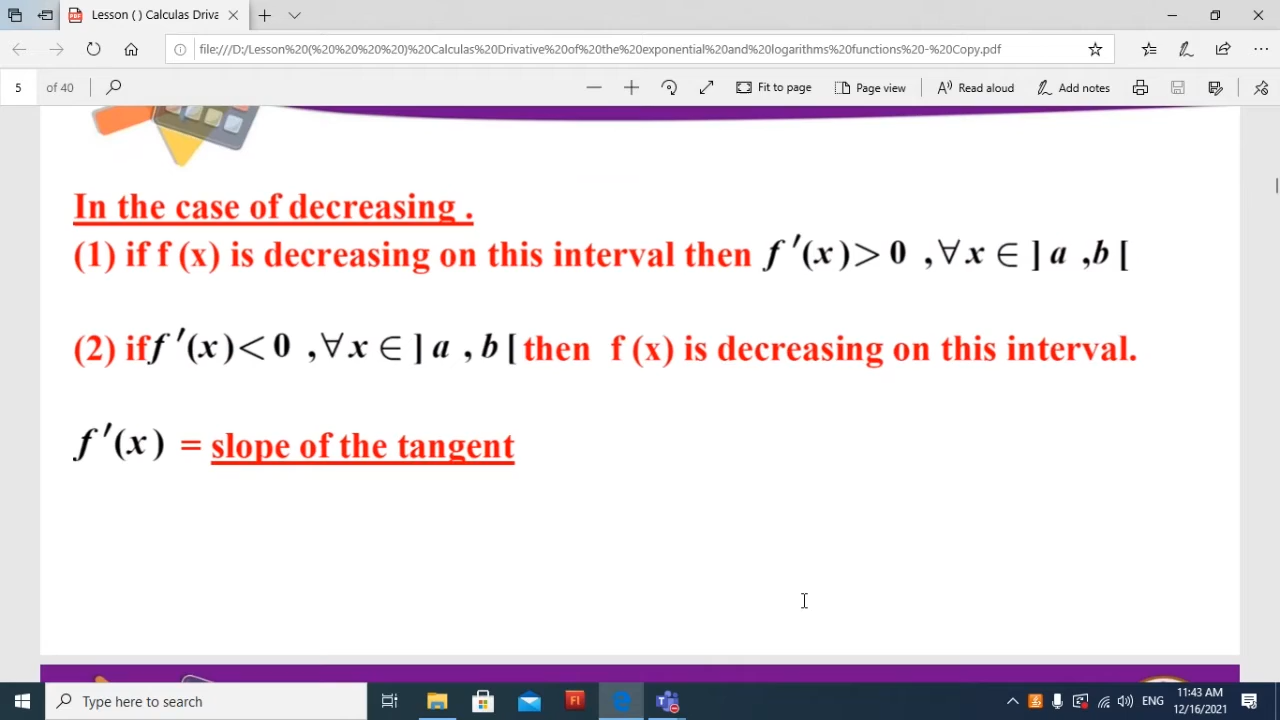 Lesson ( ) Calculas Driva
file:///D:/Lesson%20(%20%20%20%20)%20Calculas%20Drivative%20of%20the%20exponential%20and%20logarithms%20functions%20-%20Copy.pdf
5 of 40 Fit to page Page view Read aloud Add notes
In the case of decreasing .
(1) if f (x) is decreasing on this interval then f ′(x) > 0 ,∀ x ∈ ] a ,b [
(2) if f ′(x) < 0 ,∀ x ∈ ] a , b [ then f (x) is decreasing on this interval.
f ′(x) = slope of the tangent
Type here to search
ENG
11:43 AM
12/16/2021